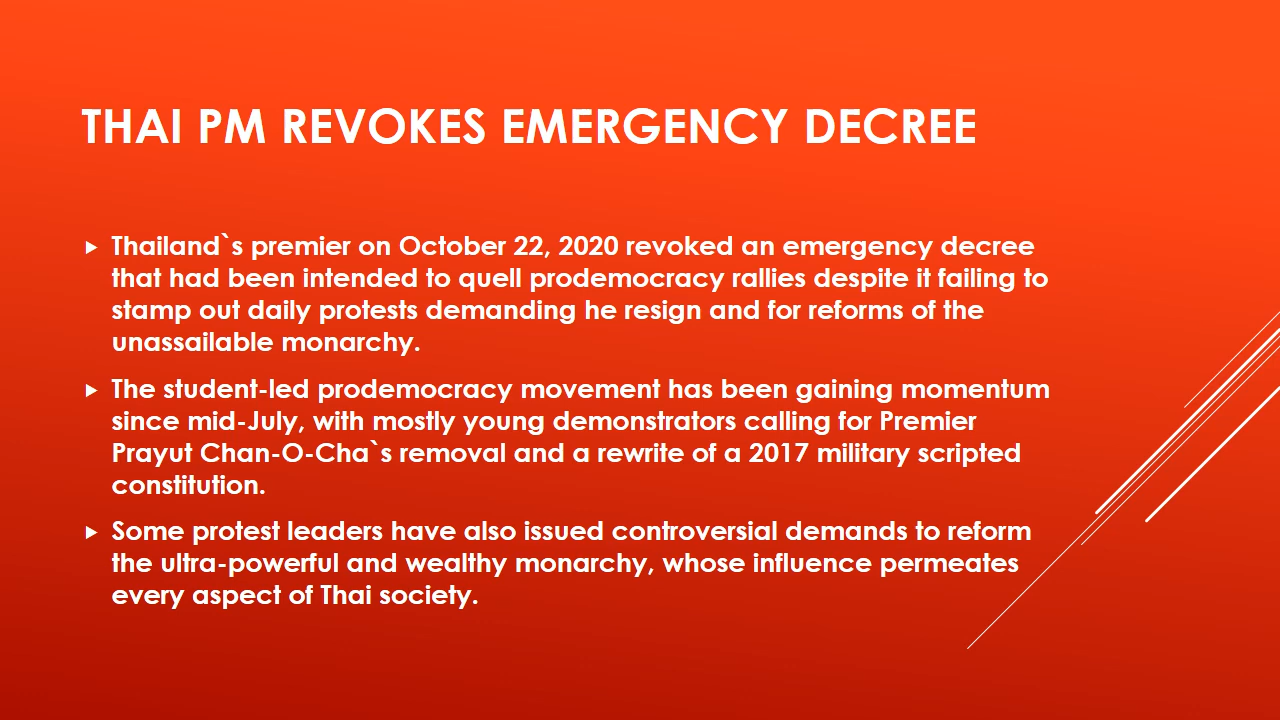 THAI PM REVOKES EMERGENCY DECREE
Thailand`s premier on October 22, 2020 revoked an emergency decree
that had been intended to quell prodemocracy rallies despite it failing to
stamp out daily protests demanding he resign and for reforms of the
unassailable monarchy.
The student-led prodemocracy movement has been gaining momentum
since mid-July, with mostly young demonstrators calling for Premier
Prayut Chan-O-Cha`s removal and a rewrite of a 2017 military scripted
constitution.
Some protest leaders have also issued controversial demands to reform
the ultra-powerful and wealthy monarchy, whose influence permeates
every aspect of Thai society.